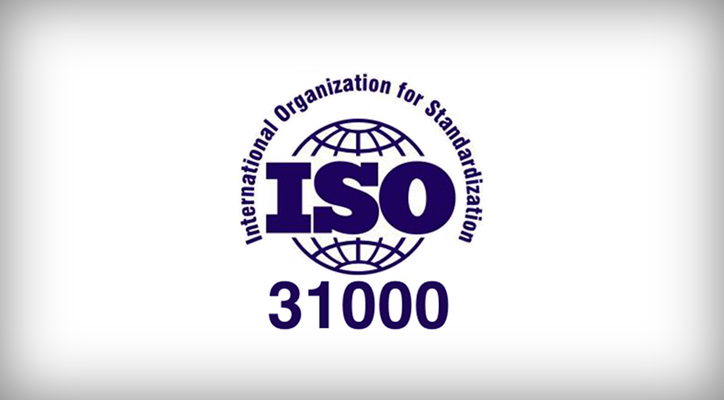 International Organization for Standardization
ISO
31000